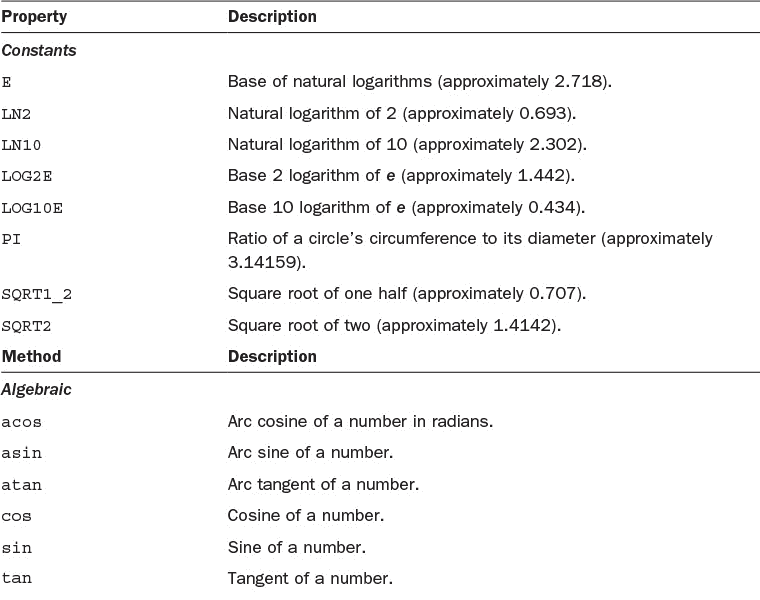 Property Description
Constants
E Base of natural logarithms (approximately 2.718).
LN2 Natural logarithm of 2 (approximately 0.693).
LN10 Natural logarithm of 10 (approximately 2.302).
LOG2E Base 2 logarithm of e (approximately 1.442).
LOG10E Base 10 logarithm of e (approximately 0.434).
PI Ratio of a circle’s circumference to its diameter (approximately
3.14159).
SQRT1_2 Square root of one half (approximately 0.707).
SQRT2 Square root of two (approximately 1.4142).
Method Description
Algebraic
acos Arc cosine of a number in radians.
asin Arc sine of a number.
atan Arc tangent of a number.
cos Cosine of a number.
sin Sine of a number.
tan Tangent of a number.